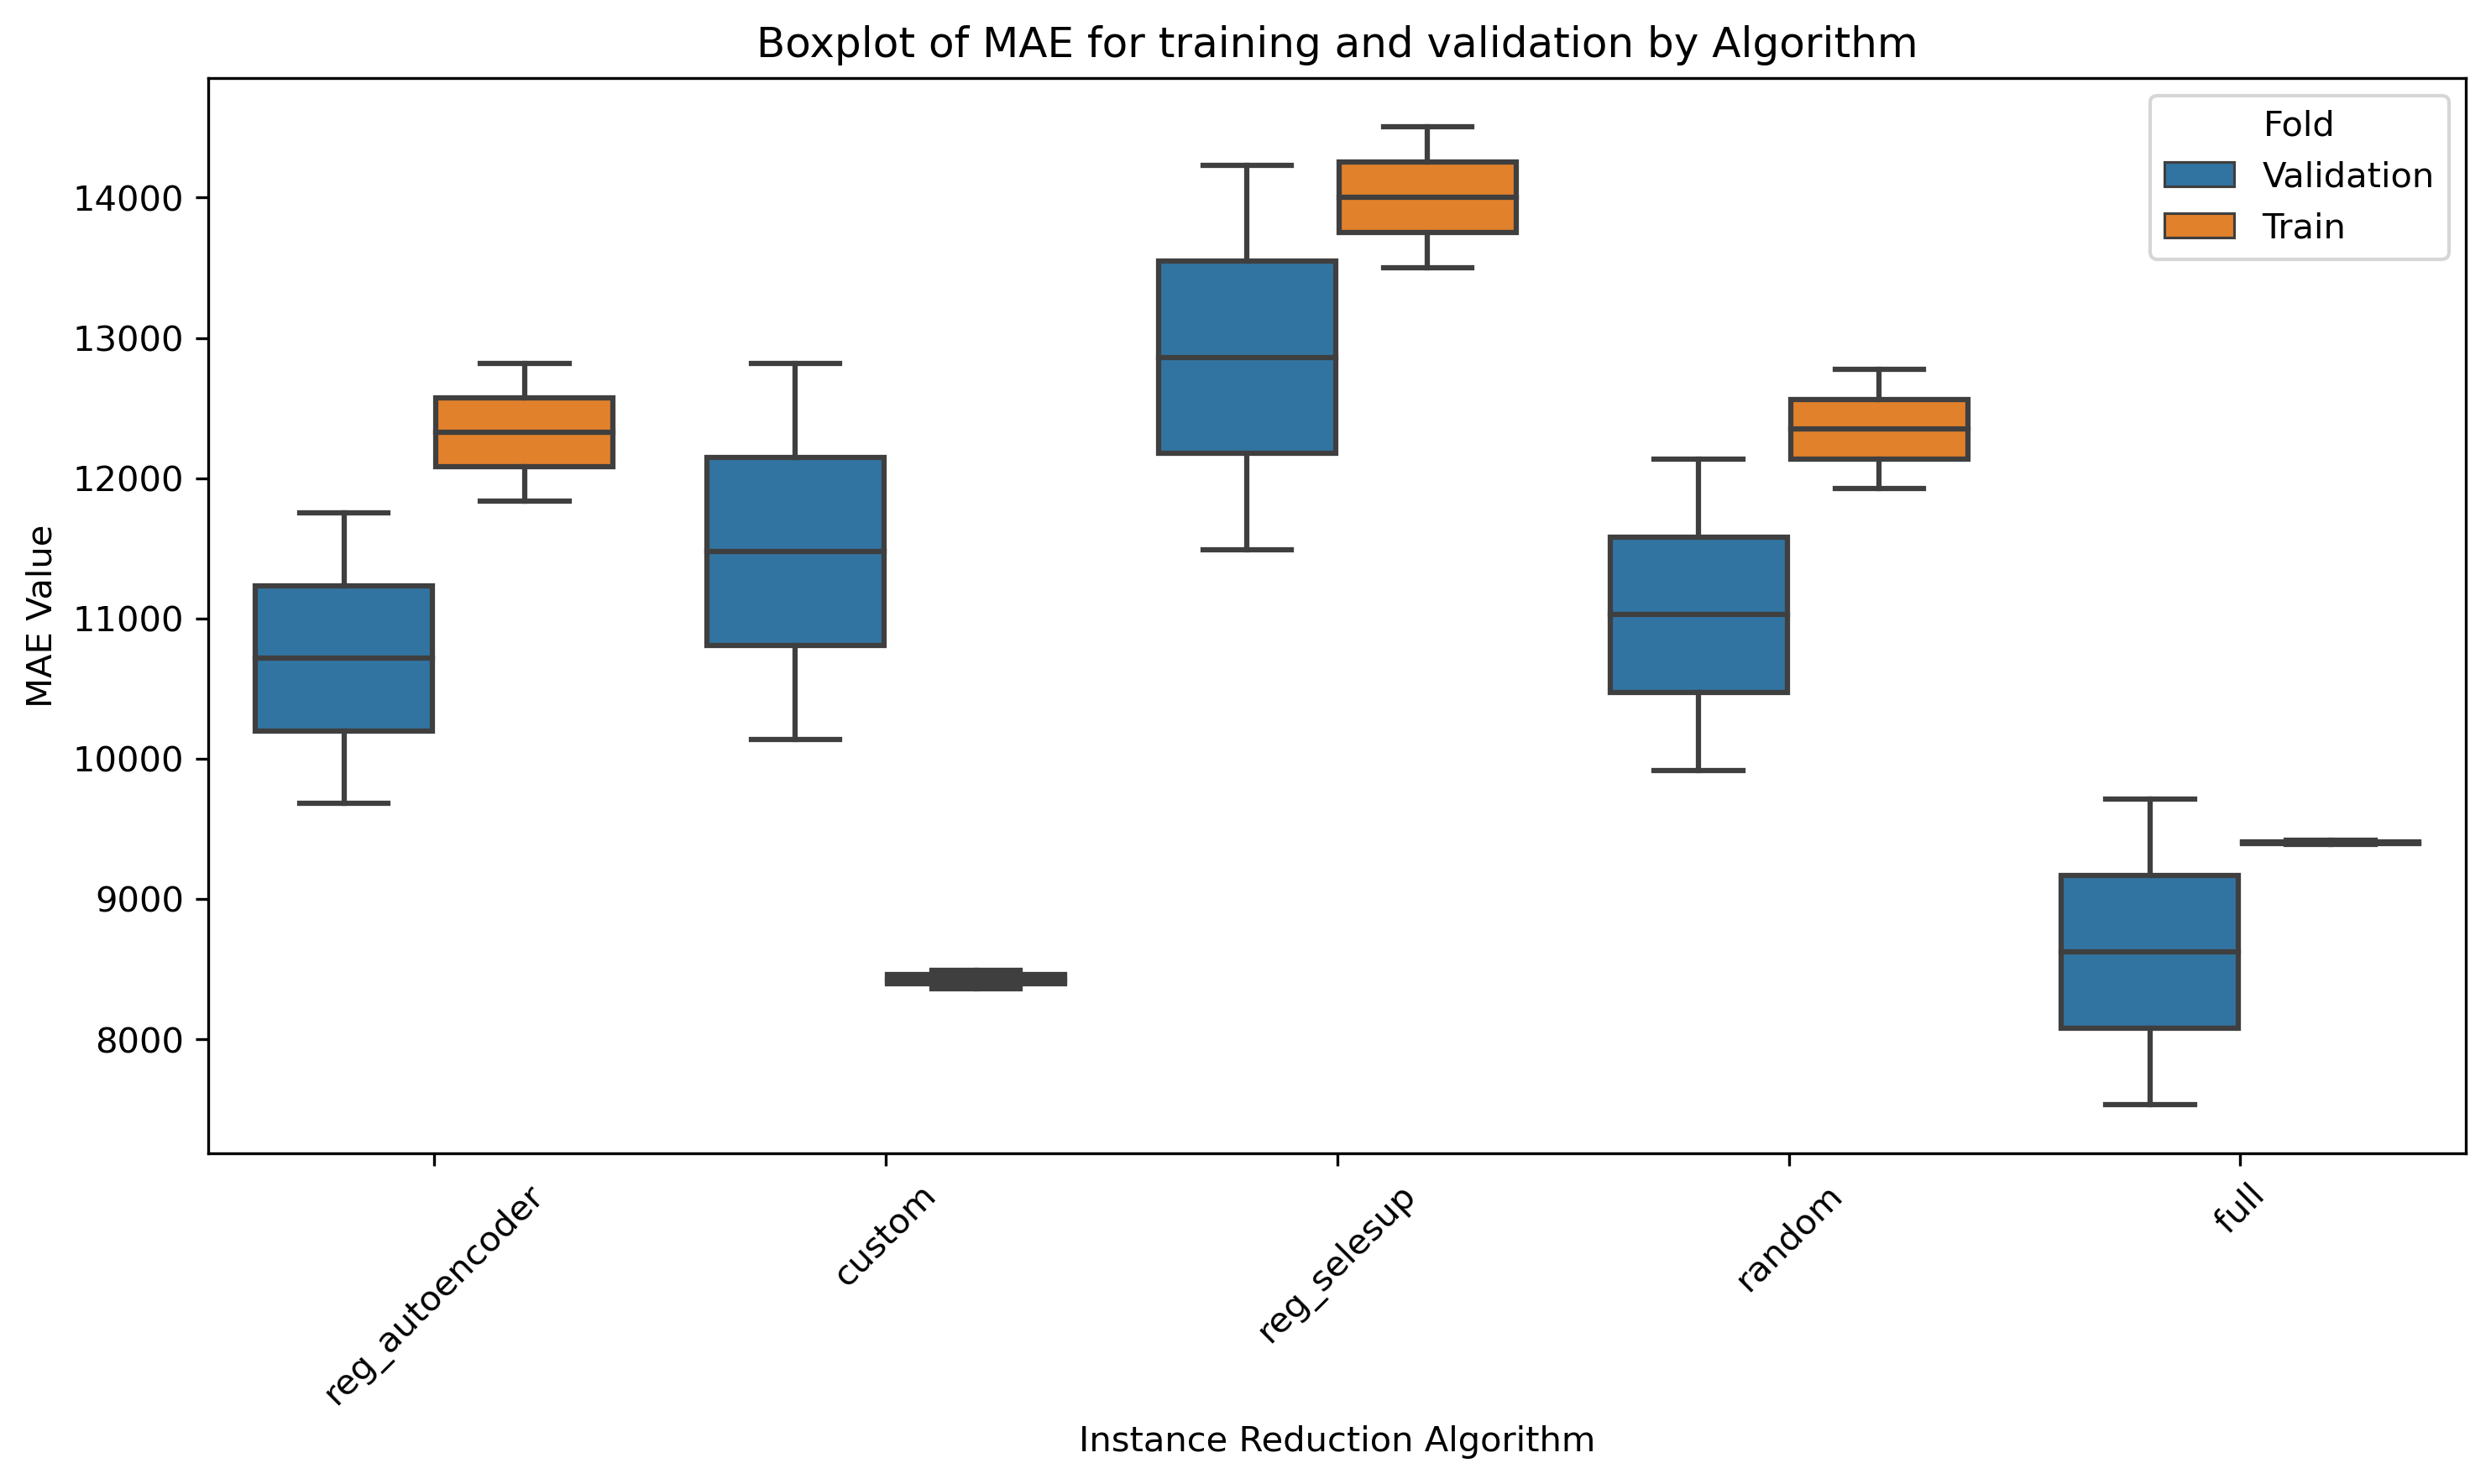 Boxplot of MAE for training and validation by Algorithm
Fold
Validation
Train
MAE Value
14000
13000
12000
11000
10000
9000
8000
reg_autoencoder
custom
reg_selesup
random
full
Instance Reduction Algorithm